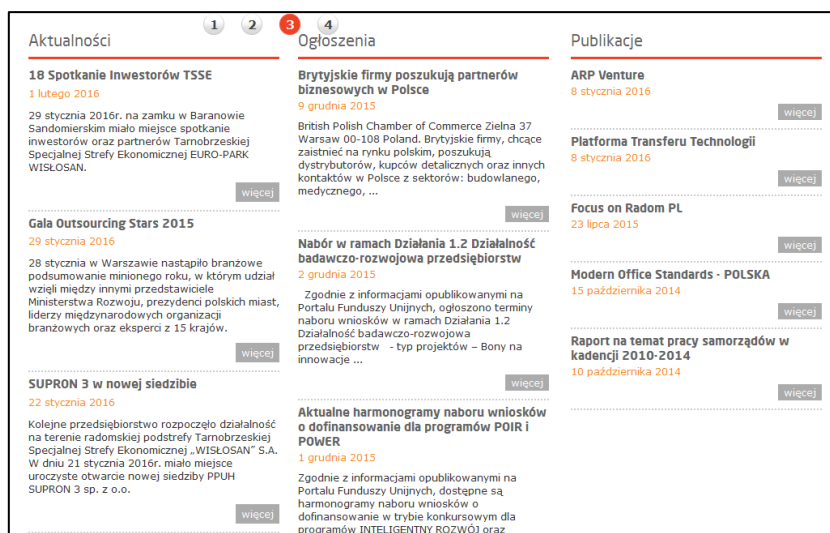 1 2 3 4
Aktualności
18 Spotkanie Inwestorów TSSE
1 lutego 2016
29 stycznia 2016r. na zamku w Baranowie
Sandomierskim miało miejsce spotkanie
inwestorów oraz partnerów Tarnobrzeskiej
Specjalnej Strefy Ekonomicznej EURO-PARK
WISŁOSAN.
więcej
Gala Outsourcing Stars 2015
29 stycznia 2016
28 stycznia w Warszawie nastąpiło branżowe
podsumowanie minionego roku, w którym udział
wzięli między innymi przedstawiciele
Ministerstwa Rozwoju, prezydenci polskich miast,
liderzy międzynarodowych organizacji
branżowych oraz eksperci z 15 krajów.
więcej
SUPRON 3 w nowej siedzibie
22 stycznia 2016
Kolejne przedsiębiorstwo rozpoczęło działalność
na terenie radomskiej podstrefy Tarnobrzeskiej
Specjalnej Strefy Ekonomicznej „WISŁOSAN” S.A.
W dniu 21 stycznia 2016r. miało miejsce
uroczyste otwarcie nowej siedziby PPUH
SUPRON 3 sp. z o.o.
więcej
Ogłoszenia
Brytyjskie firmy poszukują partnerów
biznesowych w Polsce
9 grudnia 2015
British Polish Chamber of Commerce Zielna 37
Warsaw 00-108 Poland. Brytyjskie firmy, chcące
zaistnieć na rynku polskim, poszukują
dystrybutorów, kupców detalicznych oraz innych
kontaktów w Polsce z sektorów: budowlanego,
medycznego, ...
więcej
Nabór w ramach Działania 1.2 Działalność
badawczo-rozwojowa przedsiębiorstw
2 grudnia 2015
Zgodnie z informacjami opublikowanymi na
Portalu Funduszy Unijnych, ogłoszono terminy
naboru wniosków w ramach Działania 1.2
Działalność badawczo-rozwojowa
przedsiębiorstw - typ projektów – Bony na
innowacje ...
więcej
Aktualne harmonogramy naboru wniosków
o dofinansowanie dla programów POIR i
POWER
1 grudnia 2015
Zgodnie z informacjami opublikowanymi na
Portalu Funduszy Unijnych, dostępne są
harmonogramy naboru wniosków o
dofinansowanie w trybie konkursowym dla
programów INTELIGENTNY ROZWÓJ oraz
Publikacje
ARP Venture
8 stycznia 2016
więcej
Platforma Transferu Technologii
8 stycznia 2016
więcej
Focus on Radom PL
23 lipca 2015
więcej
Modern Office Standards - POLSKA
15 października 2014
więcej
Raport na temat pracy samorządów w
kadencji 2010-2014
10 października 2014
więcej